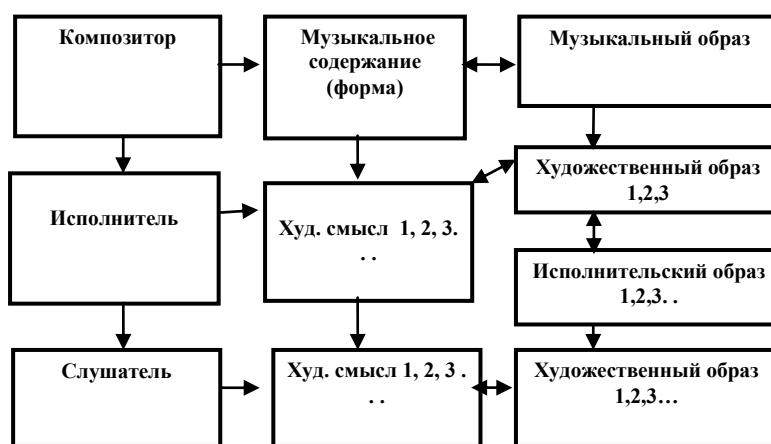 Композитор
Музыкальное
содержание
(форма)
Музыкальный образ
Исполнитель
Худ. смысл 1, 2, 3.
. .
Художественный образ
1,2,3
Исполнительский образ
1,2,3. .
Слушатель
Худ. смысл 1, 2, 3 .
. .
Художественный образ
1,2,3...